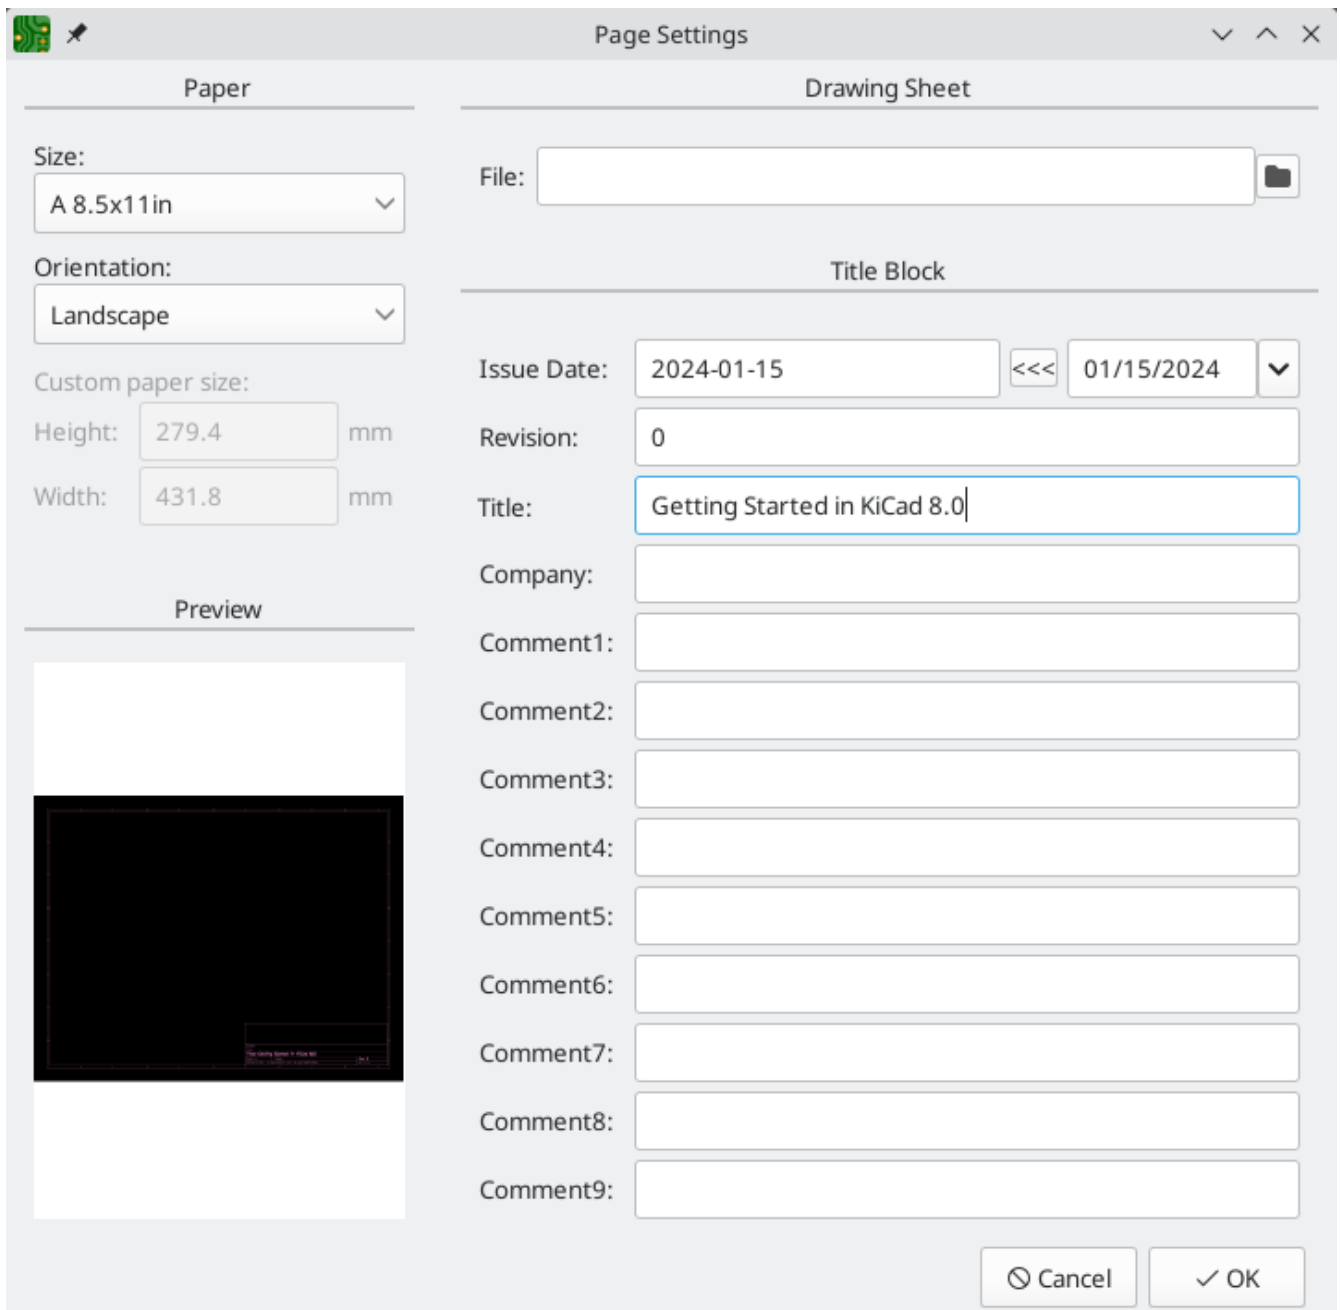 Page Settings
Paper
Size:
A 8.5x11in
Orientation:
Landscape
Custom paper size:
Height: 279.4 mm
Width: 431.8 mm
Preview
Drawing Sheet
File:
Title Block
Issue Date: 2024-01-15 <<< 01/15/2024
Revision: 0
Title: Getting Started in KiCad 8.0
Company:
Comment1:
Comment2:
Comment3:
Comment4:
Comment5:
Comment6:
Comment7:
Comment8:
Comment9:
Cancel OK